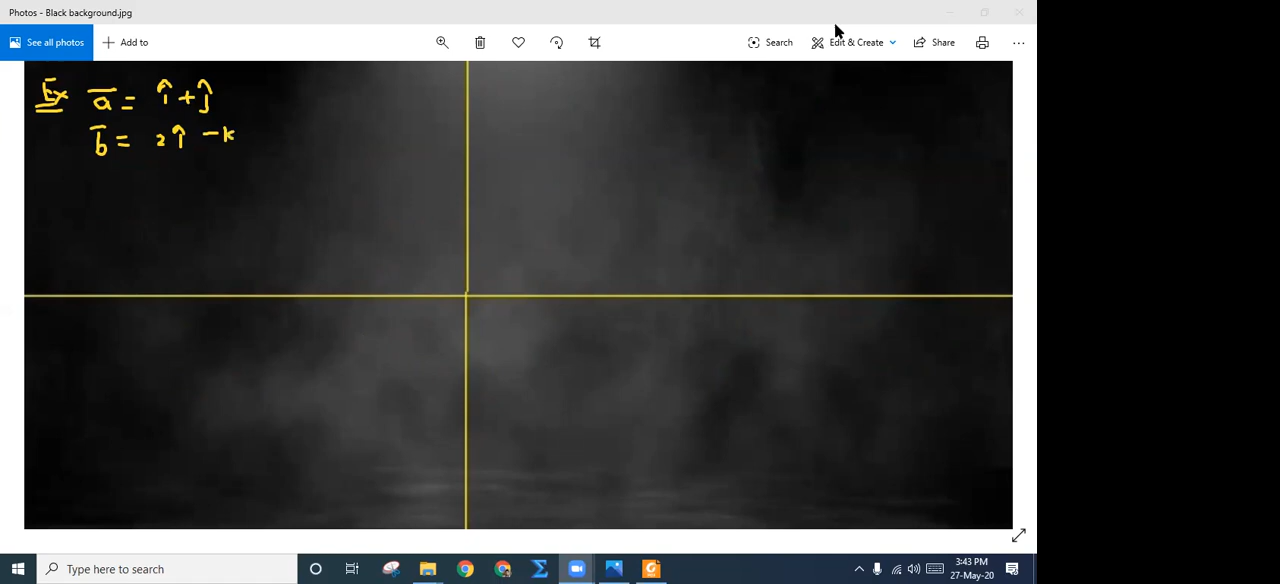 Photos - Black background.jpg
See all photos
Add to
Search
Edit & Create
Share
Ex a̅ = î + ĵ
b̅ = 2î - k
Type here to search
3:43 PM
27-May-20